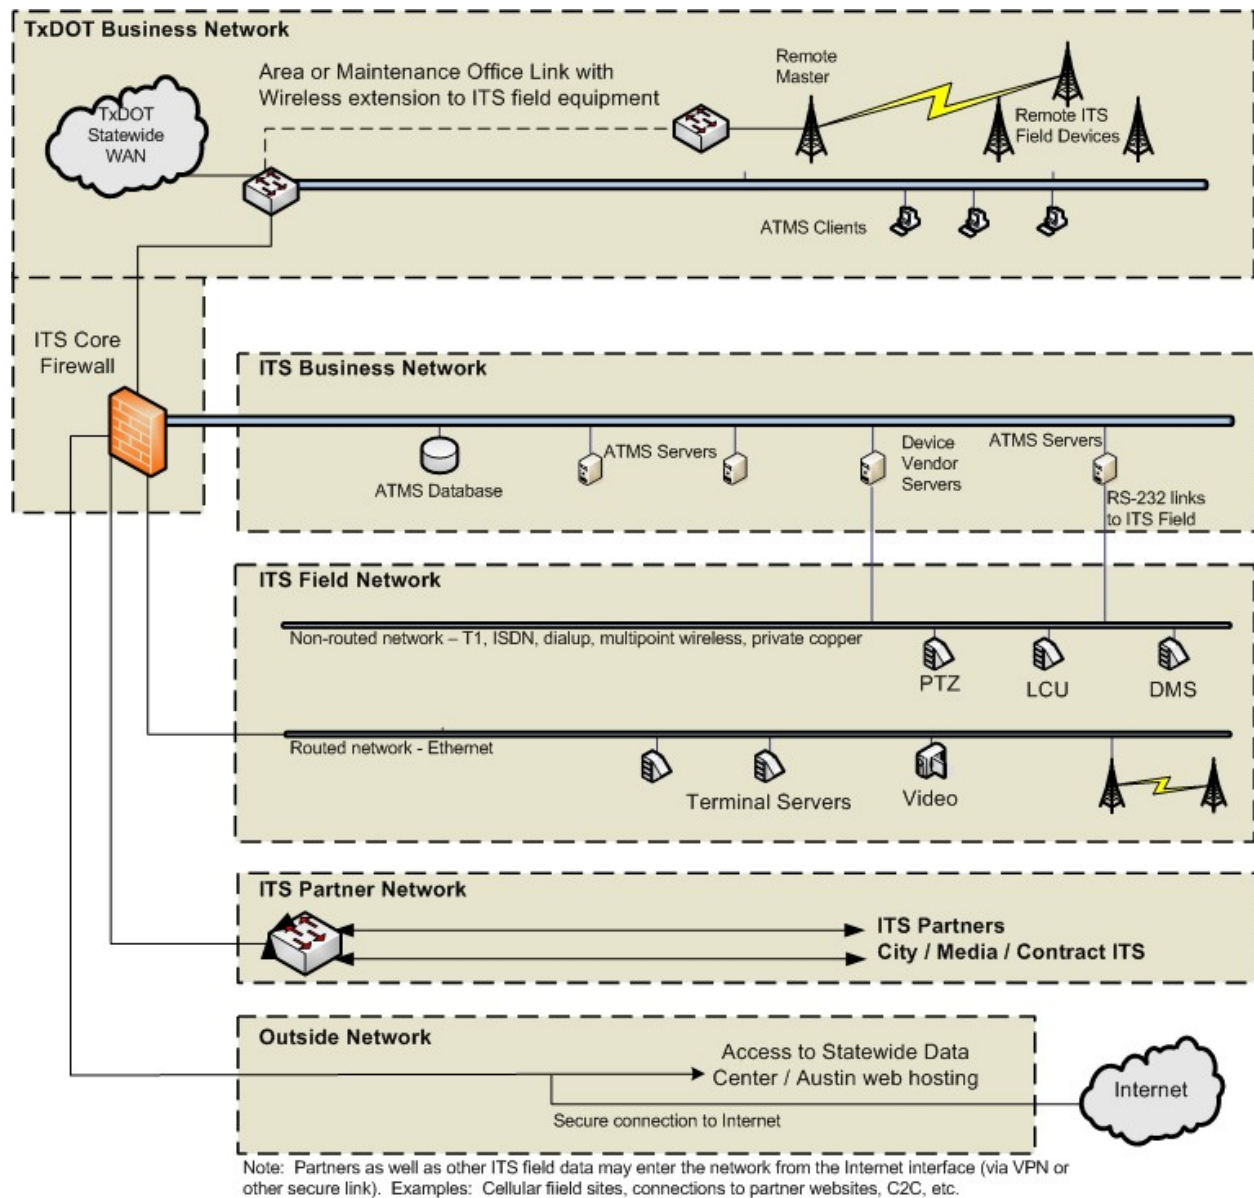 TxDOT Business Network
Area or Maintenance Office Link with
Wireless extension to ITS field equipment
Remote
Master
TxDOT
Statewide
WAN
Remote ITS
Field Devices
ATMS Clients
ITS Core
Firewall
ITS Business Network
ATMS Database
ATMS Servers
Device
Vendor
Servers
ATMS Servers
RS-232 links
to ITS Field
ITS Field Network
Non-routed network – T1, ISDN, dialup, multipoint wireless, private copper
PTZ
LCU
DMS
Routed network - Ethernet
Terminal Servers
Video
ITS Partner Network
ITS Partners
City / Media / Contract ITS
Outside Network
Access to Statewide Data
Center / Austin web hosting
Secure connection to Internet
Internet
Note: Partners as well as other ITS field data may enter the network from the Internet interface (via VPN or
other secure link). Examples: Cellular fiield sites, connections to partner websites, C2C, etc.